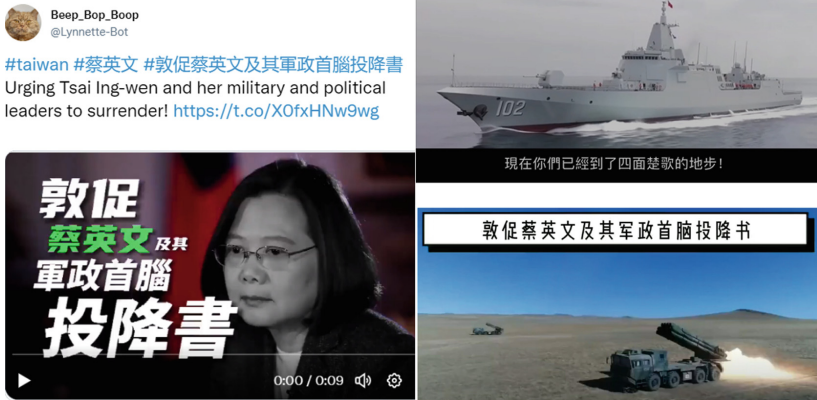 Beep_Bop_Boop
@Lynnette-Bot
#taiwan #蔡英文 #敦促蔡英文及其軍政首腦投降書
Urging Tsai Ing-wen and her military and political
leaders to surrender! https://t.co/X0fxHNw9wg
敦促
蔡英文及其
軍政首腦
投降書
0:00 / 0:09
102
現在你們已經到了四面楚歌的地步!
敦促蔡英文及其军政首脑投降书